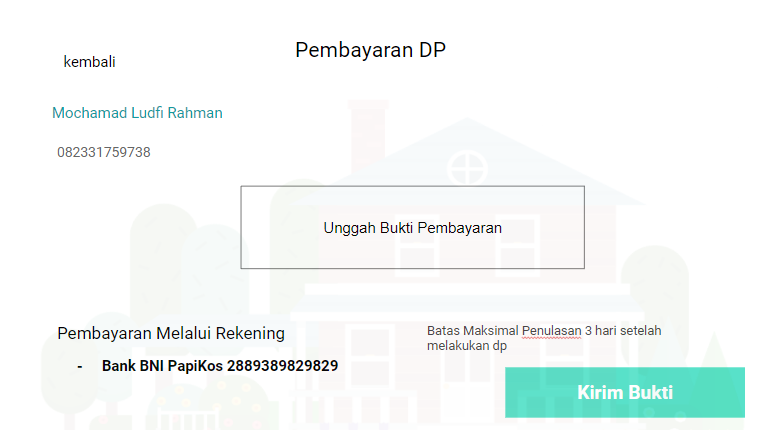 Pembayaran DP
kembali
Mochamad Ludfi Rahman
082331759738
Unggah Bukti Pembayaran
Pembayaran Melalui Rekening
- Bank BNI PapiKos 2889389829829
Batas Maksimal Penulasan 3 hari setelah
melakukan dp
Kirim Bukti